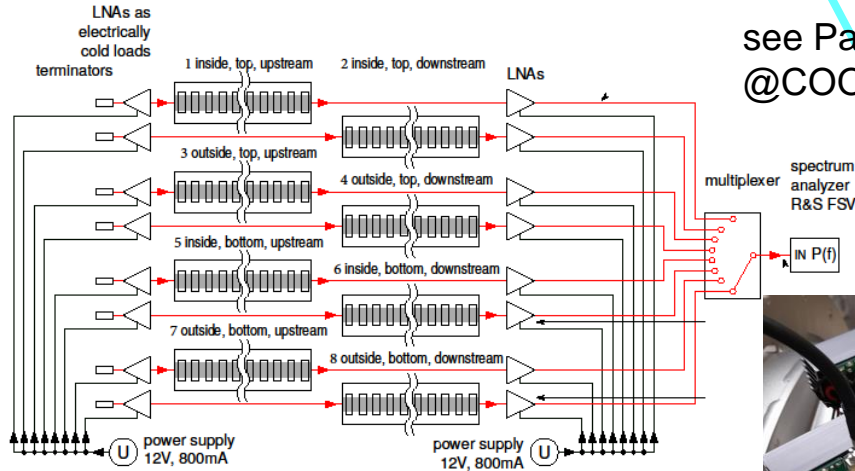 LNAs as
electrically
cold loads
terminators
see Pa
@COO
1 inside, top, upstream
2 inside, top, downstream
LNAs
3 outside, top, upstream
4 outside, top, downstream
multiplexer
spectrum
analyzer
R&S FSV
5 inside, bottom, upstream
6 inside, bottom, downstream
IN P(f)
7 outside, bottom, upstream
8 outside, bottom, downstream
U
power supply
12V, 800mA
power supply
12V, 800mA
U